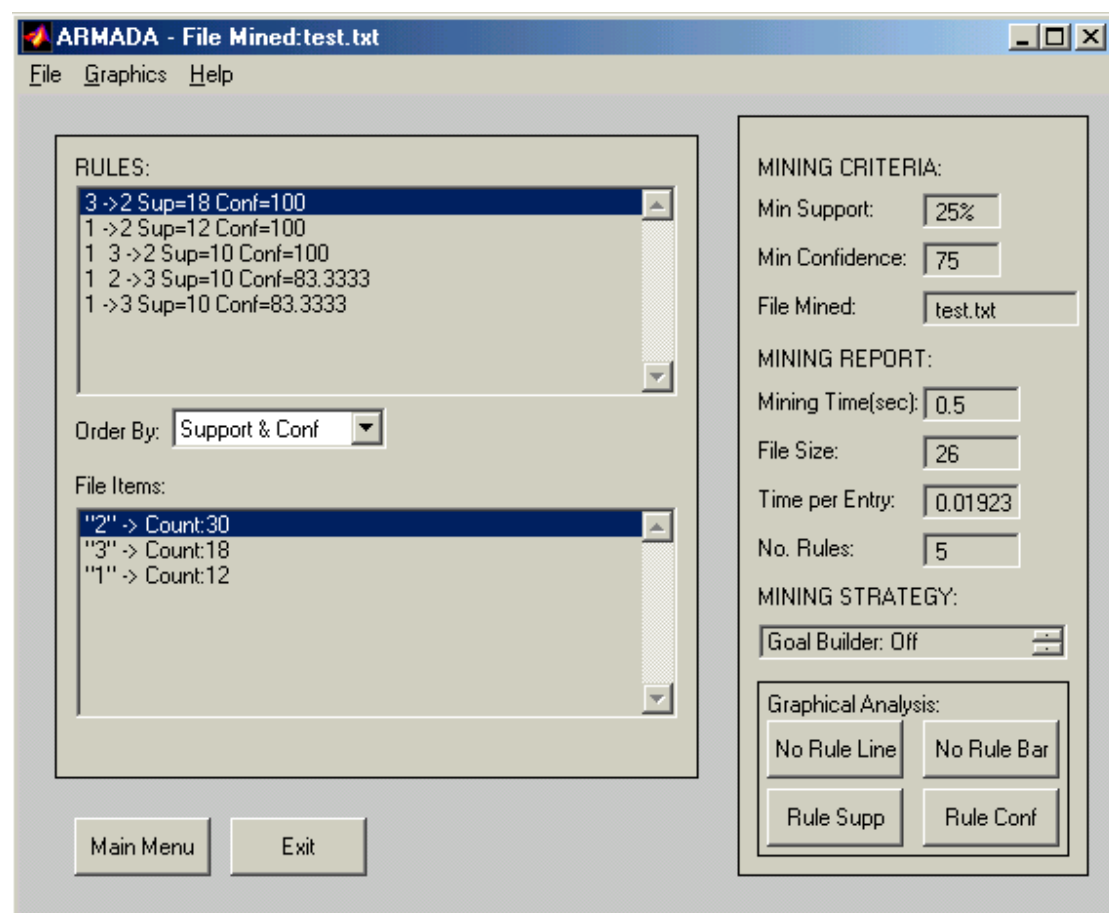 ARMADA - File Mined:test.txt
File Graphics Help
RULES:
3 ->2 Sup=18 Conf=100
1 ->2 Sup=12 Conf=100
1 3 ->2 Sup=10 Conf=100
1 2 ->3 Sup=10 Conf=83.3333
1 ->3 Sup=10 Conf=83.3333
Order By: Support & Conf
File Items:
"2" -> Count:30
"3" -> Count:18
"1" -> Count:12
Main Menu Exit
MINING CRITERIA:
Min Support: 25%
Min Confidence: 75
File Mined: test.txt
MINING REPORT:
Mining Time(sec): 0.5
File Size: 26
Time per Entry: 0.01923
No. Rules: 5
MINING STRATEGY:
Goal Builder: Off
Graphical Analysis:
No Rule Line No Rule Bar
Rule Supp Rule Conf